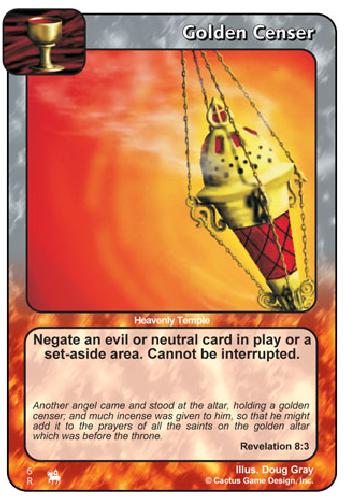 Golden Censer
Heavenly Temple
Negate an evil or neutral card in play or a
set-aside area. Cannot be interrupted.
Another angel came and stood at the altar, holding a golden
censer; and much incense was given to him, so that he might
add it to the prayers of all the saints on the golden altar
which was before the throne.
Revelation 8:3
6
R
Illus. Doug Gray
© Cactus Game Design, Inc.